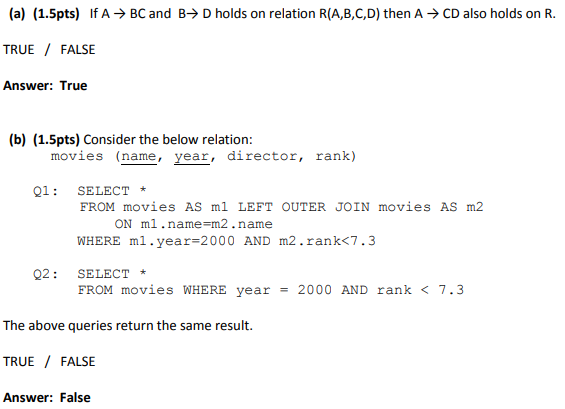 (a) (1.5pts) If A → BC and B→ D holds on relation R(A,B,C,D) then A → CD also holds on R.
TRUE / FALSE
Answer: True
(b) (1.5pts) Consider the below relation:
movies (name, year, director, rank)
Q1: SELECT *
FROM movies AS m1 LEFT OUTER JOIN movies AS m2
ON m1.name=m2.name
WHERE m1.year=2000 AND m2.rank<7.3
Q2: SELECT *
FROM movies WHERE year = 2000 AND rank < 7.3
The above queries return the same result.
TRUE / FALSE
Answer: False